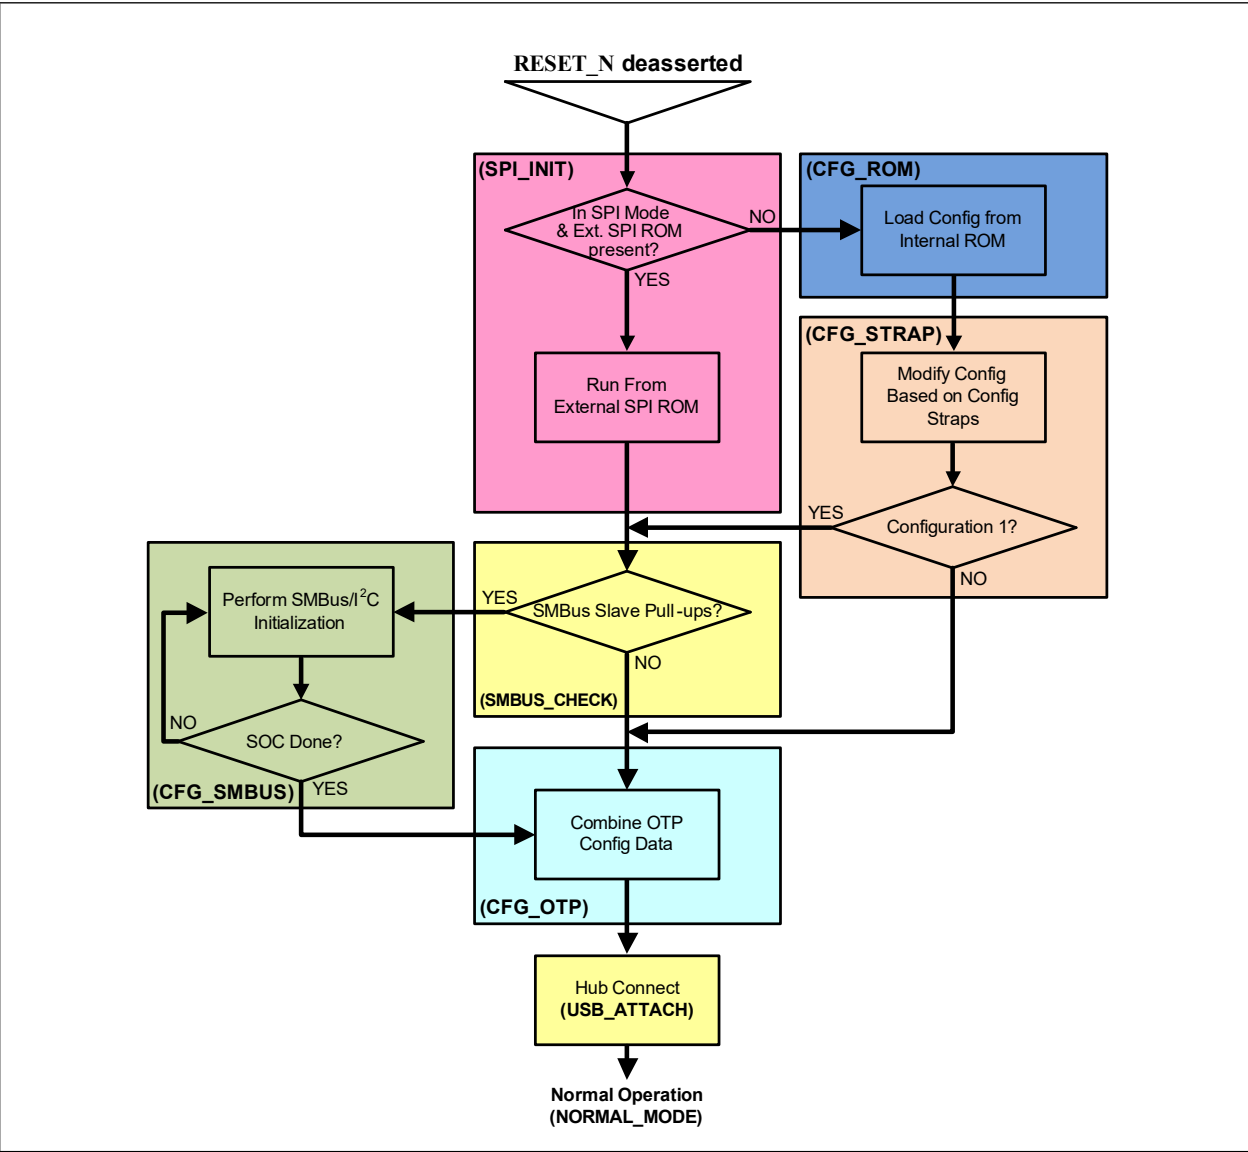 RESET_N deasserted
(SPI_INIT)
In SPI Mode
& Ext. SPI ROM
present?
NO
YES
Run From
External SPI ROM
(CFG_ROM)
Load Config from
Internal ROM
(CFG_STRAP)
Modify Config
Based on Config
Straps
Configuration 1?
YES
NO
SMBus Slave Pull-ups?
YES
NO
(SMBUS_CHECK)
Perform SMBus/I²C
Initialization
SOC Done?
NO
YES
(CFG_SMBUS)
Combine OTP
Config Data
(CFG_OTP)
Hub Connect
(USB_ATTACH)
Normal Operation
(NORMAL_MODE)